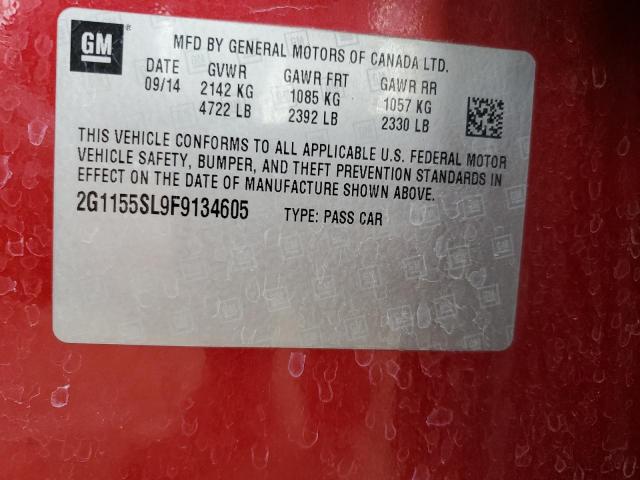 GM
MFD BY GENERAL MOTORS OF CANADA LTD.
DATE GVWR GAWR FRT GAWR RR
09/14 2142 KG 1085 KG 1057 KG
4722 LB 2392 LB 2330 LB
THIS VEHICLE CONFORMS TO ALL APPLICABLE U.S. FEDERAL MOTOR
VEHICLE SAFETY, BUMPER, AND THEFT PREVENTION STANDARDS IN
EFFECT ON THE DATE OF MANUFACTURE SHOWN ABOVE.
2G1155SL9F9134605 TYPE: PASS CAR